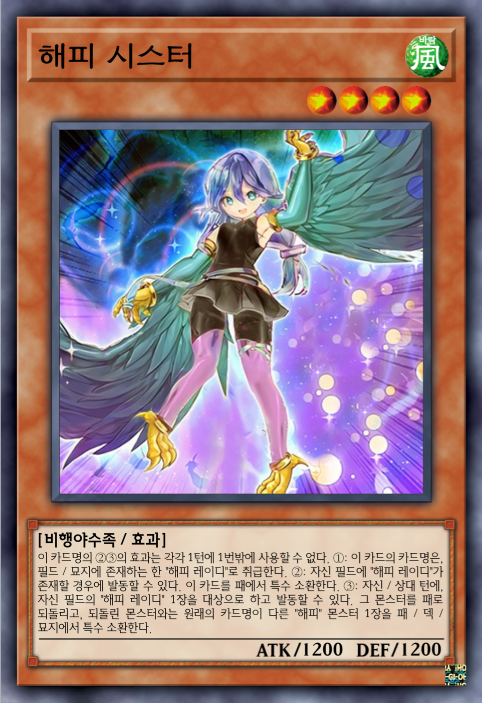 해피 시스터
바람
風
[비행야수족 / 효과]
이 카드명의 ②③의 효과는 각각 1턴에 1번밖에 사용할 수 없다. ①: 이 카드의 카드명은,
필드 / 묘지에 존재하는 한 "해피 레이디"로 취급한다. ②: 자신 필드에 "해피 레이디"가
존재할 경우에 발동할 수 있다. 이 카드를 패에서 특수 소환한다. ③: 자신 / 상대 턴에,
자신 필드의 "해피 레이디" 1장을 대상으로 하고 발동할 수 있다. 그 몬스터를 패로
되돌리고, 되돌린 몬스터와는 원래의 카드명이 다른 "해피" 몬스터 1장을 패 / 덱 /
묘지에서 특수 소환한다.
ATK / 1200 DEF / 1200